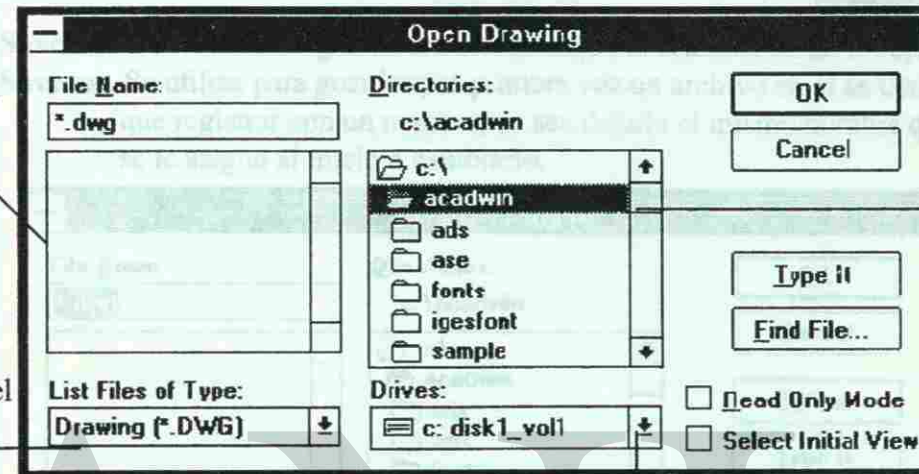 Open Drawing
File Name:
*.dwg
Directories:
c:\acadwin
c:\
acadwin
ads
ase
fonts
igesfont
sample
OK
Cancel
Type It
Find File...
el
List Files of Type:
Drawing (*.DWG)
Drives:
c: disk1_vol1
Read Only Mode
Select Initial View